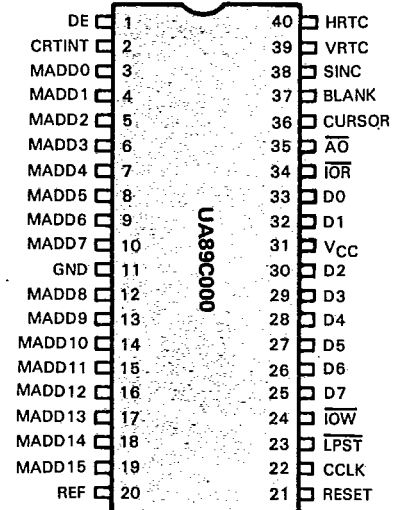 DE 1 40 HRTC
CRTINT 2 39 VRTC
MADD0 3 38 SINC
MADD1 4 37 BLANK
MADD2 5 36 CURSOR
MADD3 6 35 A̅O̅
MADD4 7 34 I̅O̅R̅
MADD5 8 33 D0
MADD6 9 32 D1
MADD7 10 31 VCC
GND 11 30 D2
MADD8 12 29 D3
MADD9 13 28 D4
MADD10 14 27 D5
MADD11 15 26 D6
MADD12 16 25 D7
MADD13 17 24 I̅O̅W̅
MADD14 18 23 L̅P̅S̅T̅
MADD15 19 22 CCLK
REF 20 21 RESET
UA89C000